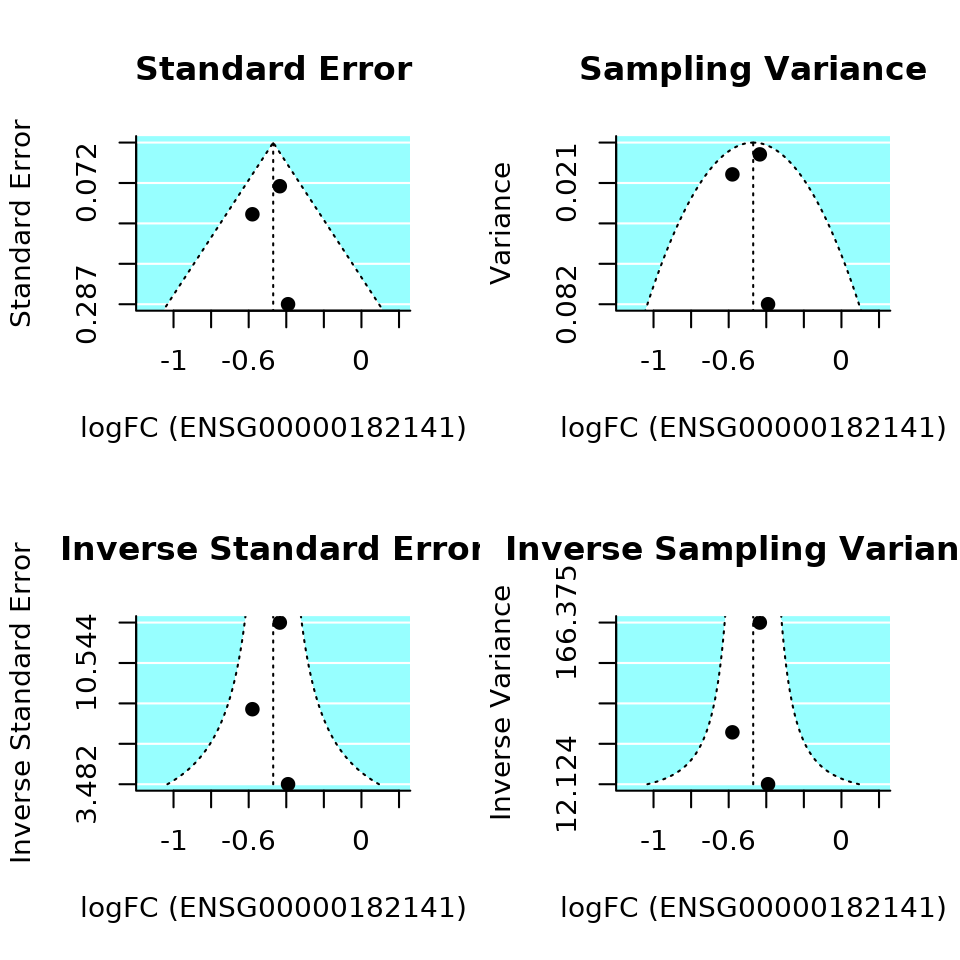 Standard Error
Standard Error
0.072
0.287
-1 -0.6 0
logFC (ENSG00000182141)
Sampling Variance
Variance
0.021
0.082
-1 -0.6 0
logFC (ENSG00000182141)
Inverse Standard Error
Inverse Standard Error
10.544
3.482
-1 -0.6 0
logFC (ENSG00000182141)
Inverse Sampling Varian
Inverse Variance
166.375
12.124
-1 -0.6 0
logFC (ENSG00000182141)